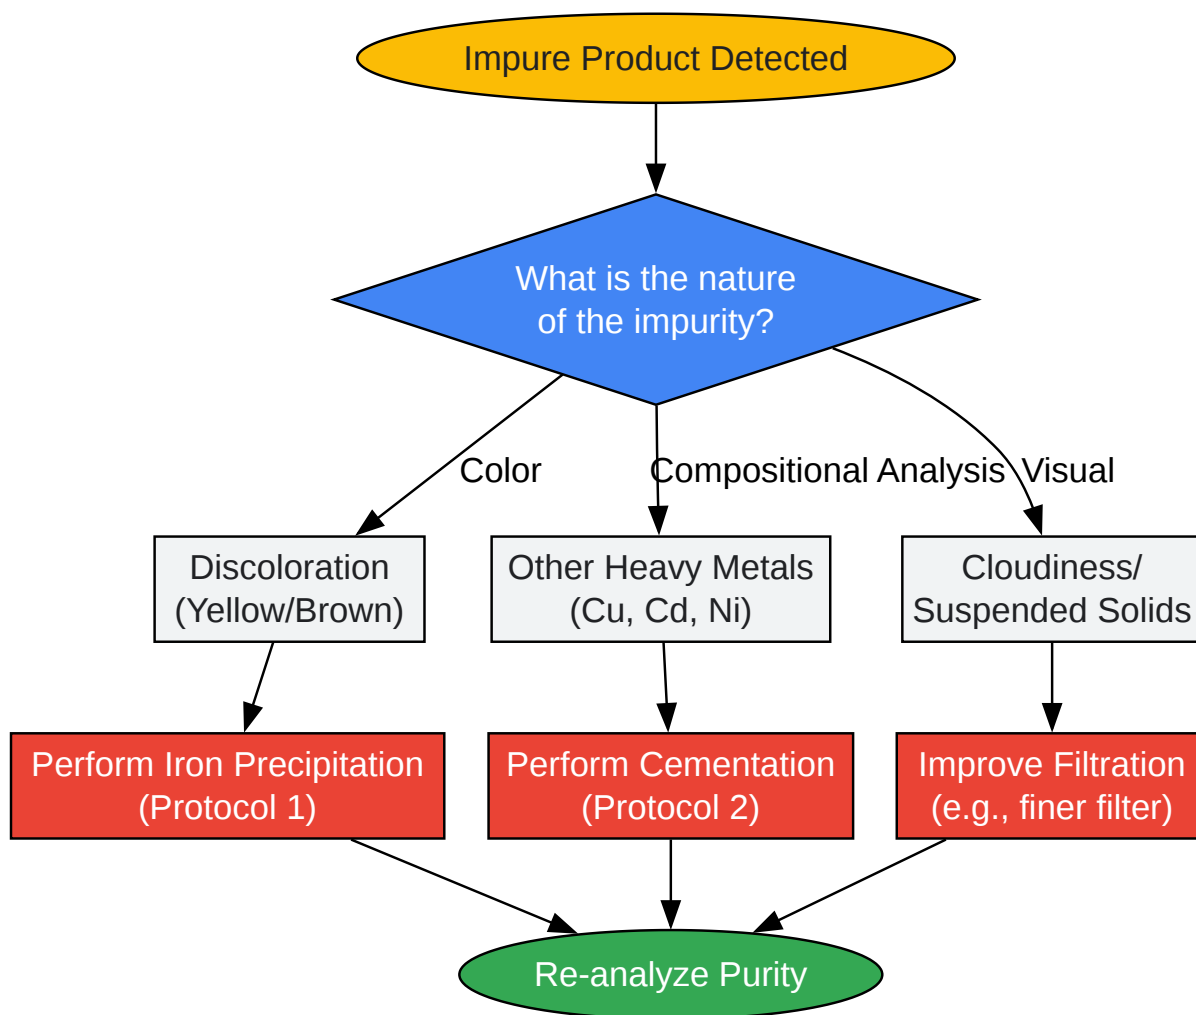 Impure Product Detected
What is the nature
of the impurity?
Color
Compositional Analysis
Visual
Discoloration
(Yellow/Brown)
Other Heavy Metals
(Cu, Cd, Ni)
Cloudiness/
Suspended Solids
Perform Iron Precipitation
(Protocol 1)
Perform Cementation
(Protocol 2)
Improve Filtration
(e.g., finer filter)
Re-analyze Purity